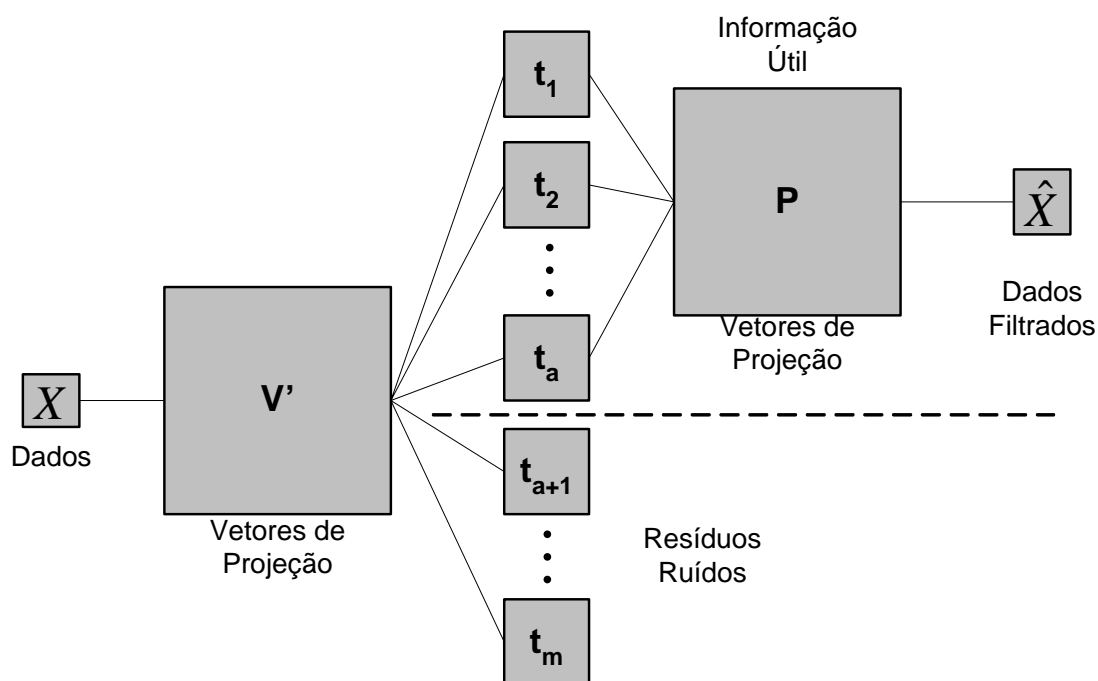 Informação
Útil
t1
t2
P
X̂
Dados
Filtrados
Vetores de
Projeção
ta
X
V’
Dados
Vetores de
Projeção
ta+1
Resíduos
Ruídos
tm